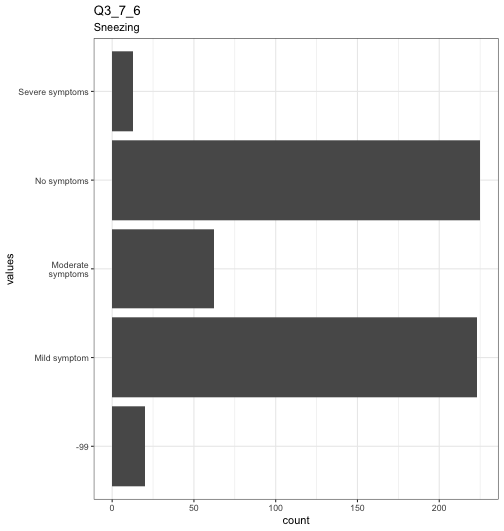 Q3_7_6
Sneezing
Severe symptoms
No symptoms
Moderate
symptoms
values
Mild symptom
-99
0 50 100 150 200
count